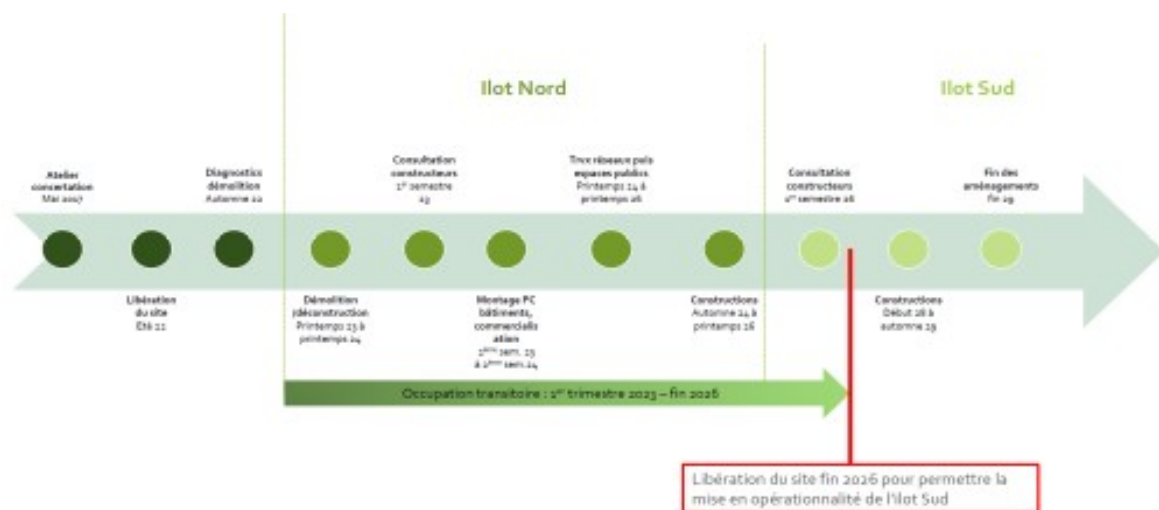 Ilot Nord
Ilot Sud
Atelier
concertation
Mai 2017
Diagnostics
démolition
Automne 22
Consultation
constructeurs
1er semestre
23
Trvx réseaux puis
espaces publics
Printemps 24 à
printemps 26
Consultation
constructeurs
1er semestre 26
Fin des
aménagements
fin 29
Libération
du site
Eté 22
Démolition
/déconstruction
Printemps 23 à
printemps 24
Montage PC
bâtiments,
commercialis
ation
2ème sem. 23
à 2ème sem.24
Constructions
Automne 24 à
printemps 26
Constructions
Début 28 à
automne 29
Occupation transitoire : 1er trimestre 2023 – fin 2026
Libération du site fin 2026 pour permettre la
mise en opérationnalité de l'ilot Sud